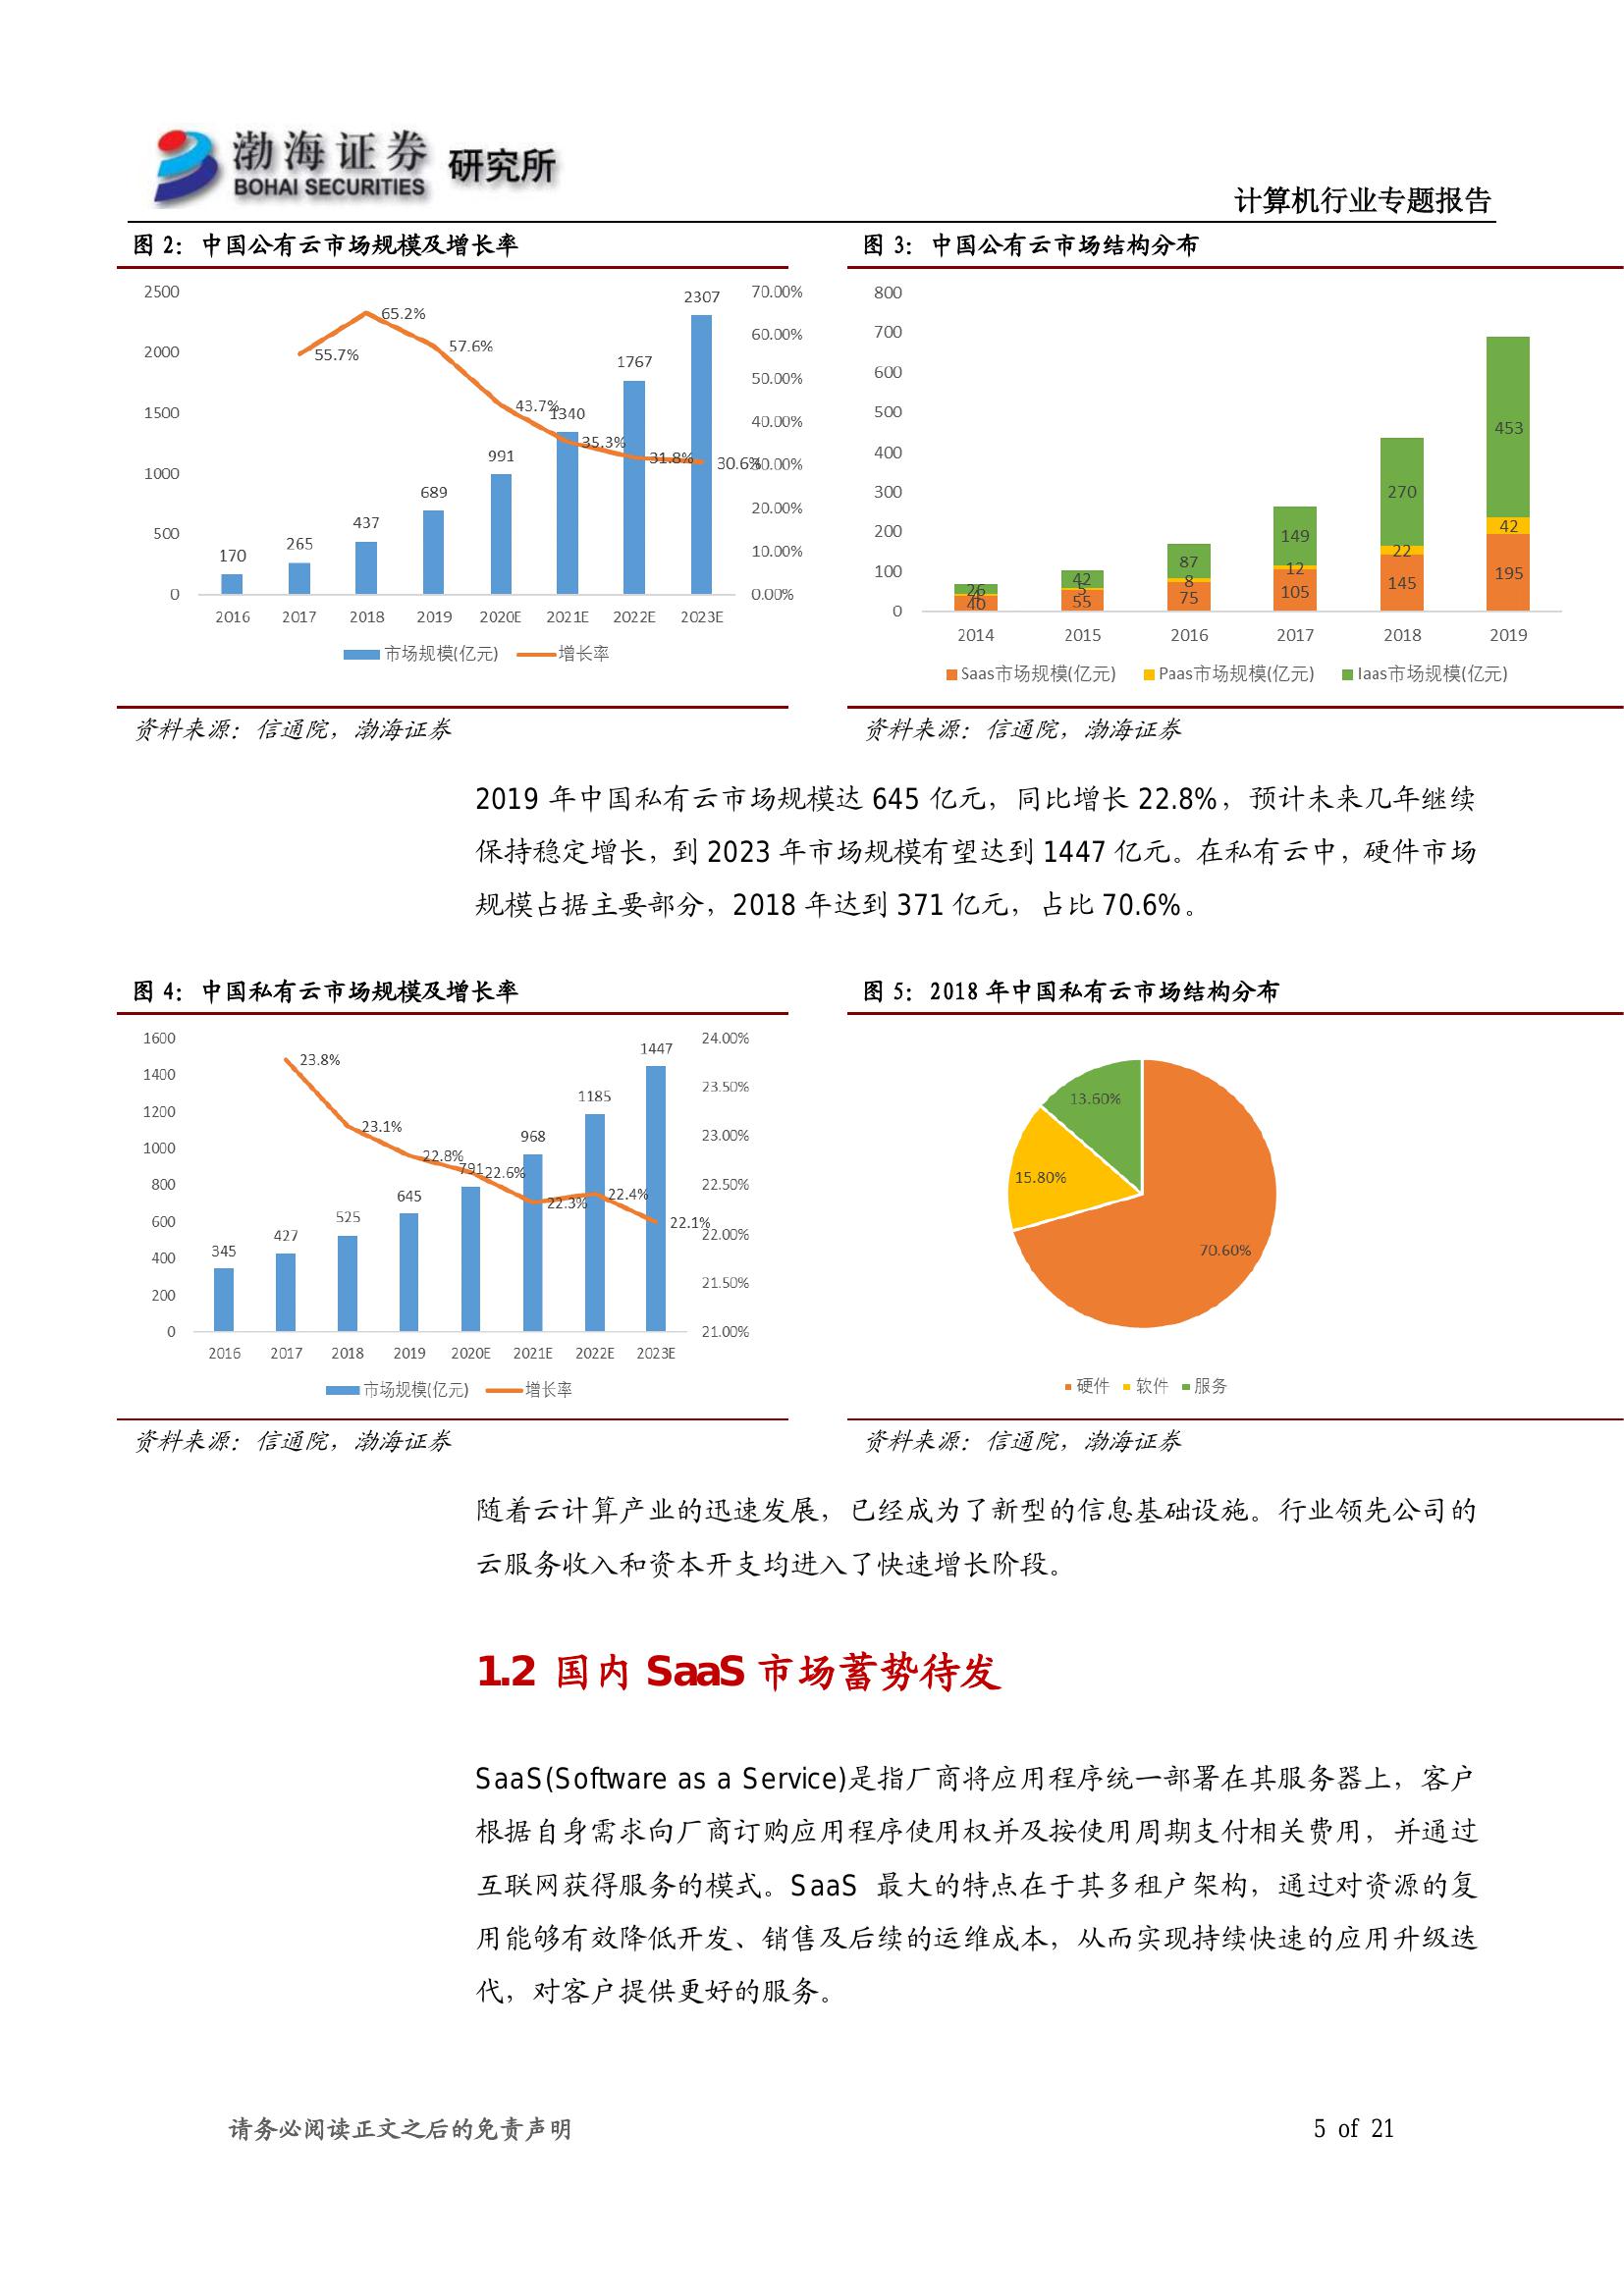 渤海证券 研究所
BOHAI SECURITIES
计算机行业专题报告
图 2：中国公有云市场规模及增长率
2500
2000
1500
1000
500
0
70.00%
60.00%
50.00%
40.00%
30.00%
20.00%
10.00%
0.00%
55.7%
65.2%
57.6%
43.7%
35.3%
31.8%
30.6%
170
265
437
689
991
1340
1767
2307
2016 2017 2018 2019 2020E 2021E 2022E 2023E
市场规模(亿元) 增长率
资料来源：信通院，渤海证券
图 3：中国公有云市场结构分布
800
700
600
500
400
300
200
100
0
26 42 87 149 270 453
4 5 8 12 22 42
40 55 75 105 145 195
2014 2015 2016 2017 2018 2019
Saas市场规模(亿元) Paas市场规模(亿元) Iaas市场规模(亿元)
资料来源：信通院，渤海证券
2019 年中国私有云市场规模达 645 亿元，同比增长 22.8%，预计未来几年继续
保持稳定增长，到 2023 年市场规模有望达到 1447 亿元。在私有云中，硬件市场
规模占据主要部分，2018 年达到 371 亿元，占比 70.6%。
图 4：中国私有云市场规模及增长率
1600
1400
1200
1000
800
600
400
200
0
24.00%
23.50%
23.00%
22.50%
22.00%
21.50%
21.00%
23.8%
23.1%
22.8%
22.6%
22.3%
22.4%
22.1%
345
427
525
645
791
968
1185
1447
2016 2017 2018 2019 2020E 2021E 2022E 2023E
市场规模(亿元) 增长率
资料来源：信通院，渤海证券
图 5：2018 年中国私有云市场结构分布
13.60%
15.80%
70.60%
硬件 软件 服务
资料来源：信通院，渤海证券
随着云计算产业的迅速发展，已经成为了新型的信息基础设施。行业领先公司的
云服务收入和资本开支均进入了快速增长阶段。
1.2 国内 SaaS 市场蓄势待发
SaaS(Software as a Service)是指厂商将应用程序统一部署在其服务器上，客户
根据自身需求向厂商订购应用程序使用权并及按使用周期支付相关费用，并通过
互联网获得服务的模式。SaaS 最大的特点在于其多租户架构，通过对资源的复
用能够有效降低开发、销售及后续的运维成本，从而实现持续快速的应用升级迭
代，对客户提供更好的服务。
请务必阅读正文之后的免责声明
5 of 21